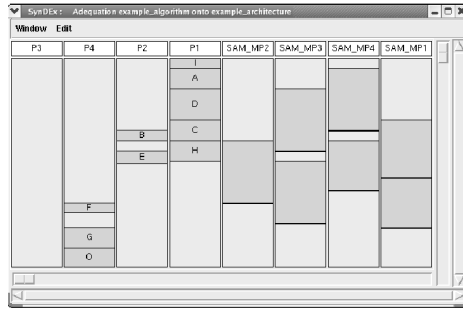 SynDEx : Adequation example_algorithm onto example_architecture
Window Edit
P3 P4 P2 P1 SAM_MP2 SAM_MP3 SAM_MP4 SAM_MP1
I
A
D
B C
E H
F
G
O